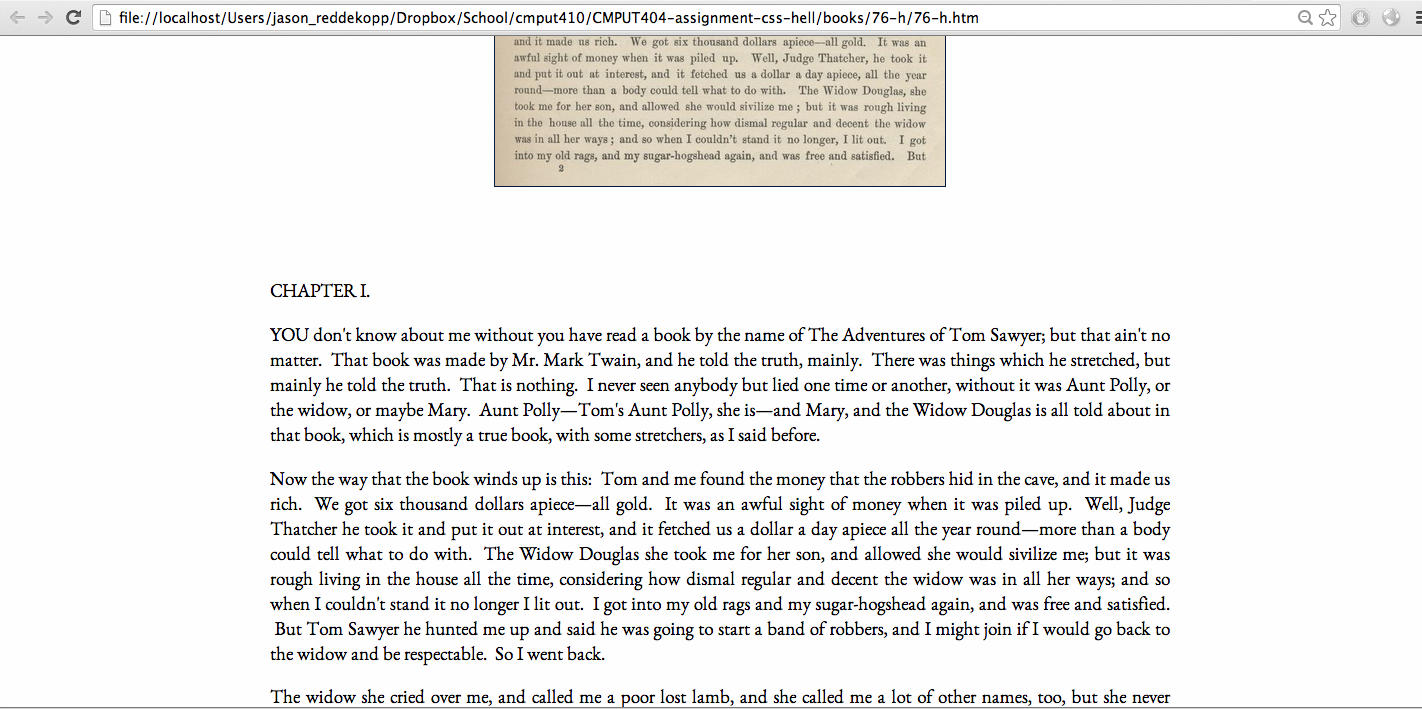 file://localhost/Users/jason_reddekopp/Dropbox/School/cmput410/CMPUT404-assignment-css-hell/books/76-h/76-h.htm
and it made us rich. We got six thousand dollars apiece—all gold. It was an
awful sight of money when it was piled up. Well, Judge Thatcher, he took it
and put it out at interest, and it fetched us a dollar a day apiece, all the year
round—more than a body could tell what to do with. The Widow Douglas, she
took me for her son, and allowed she would sivilize me ; but it was rough living
in the house all the time, considering how dismal regular and decent the widow
was in all her ways ; and so when I couldn't stand it no longer, I lit out. I got
into my old rags, and my sugar-hogshead again, and was free and satisfied. But
2
CHAPTER I.
YOU don't know about me without you have read a book by the name of The Adventures of Tom Sawyer; but that ain't no
matter. That book was made by Mr. Mark Twain, and he told the truth, mainly. There was things which he stretched, but
mainly he told the truth. That is nothing. I never seen anybody but lied one time or another, without it was Aunt Polly, or
the widow, or maybe Mary. Aunt Polly—Tom's Aunt Polly, she is—and Mary, and the Widow Douglas is all told about in
that book, which is mostly a true book, with some stretchers, as I said before.
Now the way that the book winds up is this: Tom and me found the money that the robbers hid in the cave, and it made us
rich. We got six thousand dollars apiece—all gold. It was an awful sight of money when it was piled up. Well, Judge
Thatcher he took it and put it out at interest, and it fetched us a dollar a day apiece all the year round—more than a body
could tell what to do with. The Widow Douglas she took me for her son, and allowed she would sivilize me; but it was
rough living in the house all the time, considering how dismal regular and decent the widow was in all her ways; and so
when I couldn't stand it no longer I lit out. I got into my old rags and my sugar-hogshead again, and was free and satisfied.
But Tom Sawyer he hunted me up and said he was going to start a band of robbers, and I might join if I would go back to
the widow and be respectable. So I went back.
The widow she cried over me, and called me a poor lost lamb, and she called me a lot of other names, too, but she never